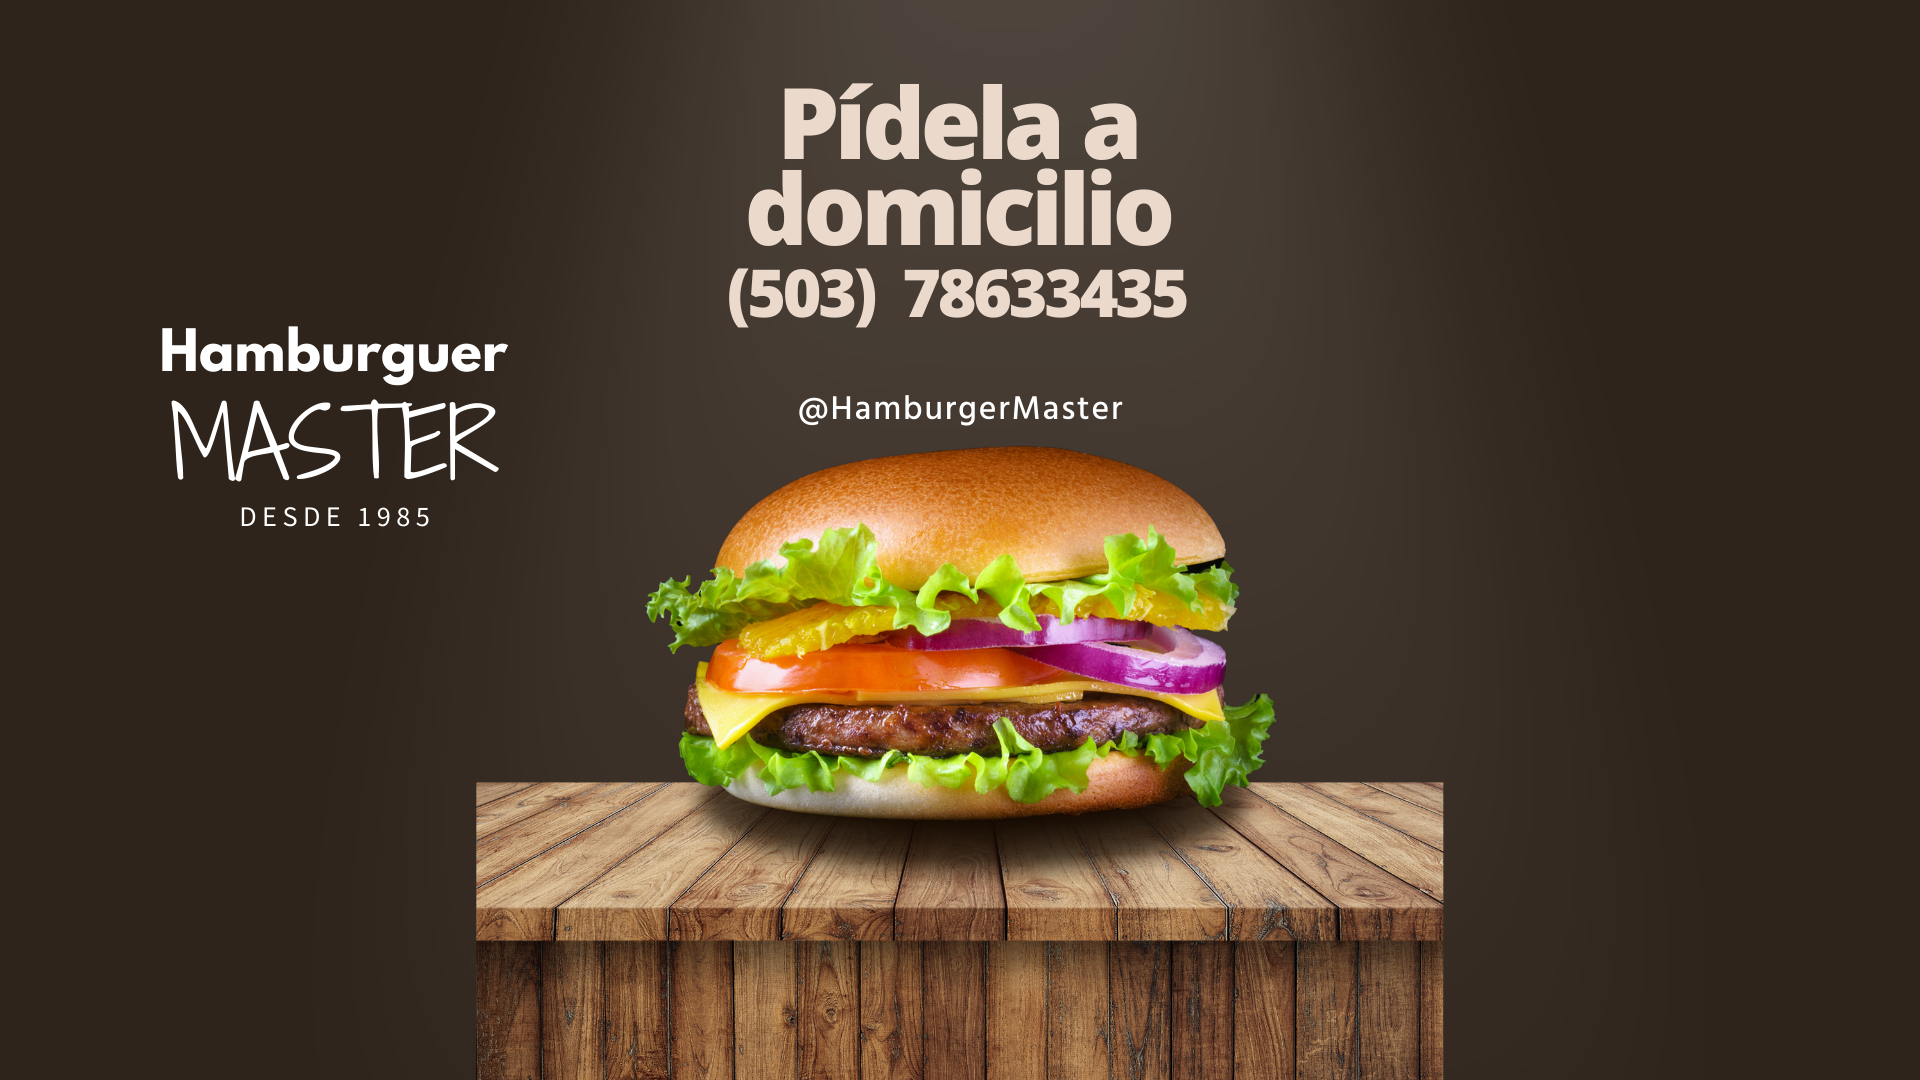 Pídela a
domicilio
(503) 78633435
@HamburgerMaster
Hamburguer
MASTER
DESDE 1985